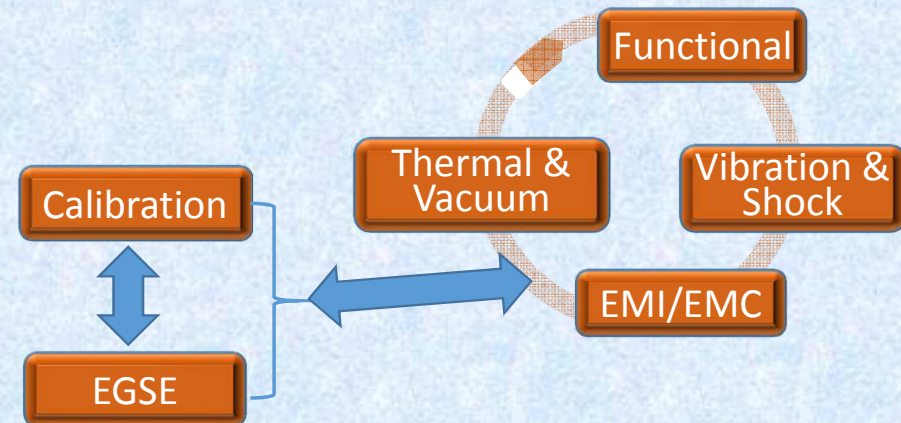 Functional
Thermal &
Vacuum
Vibration &
Shock
Calibration
EMI/EMC
EGSE